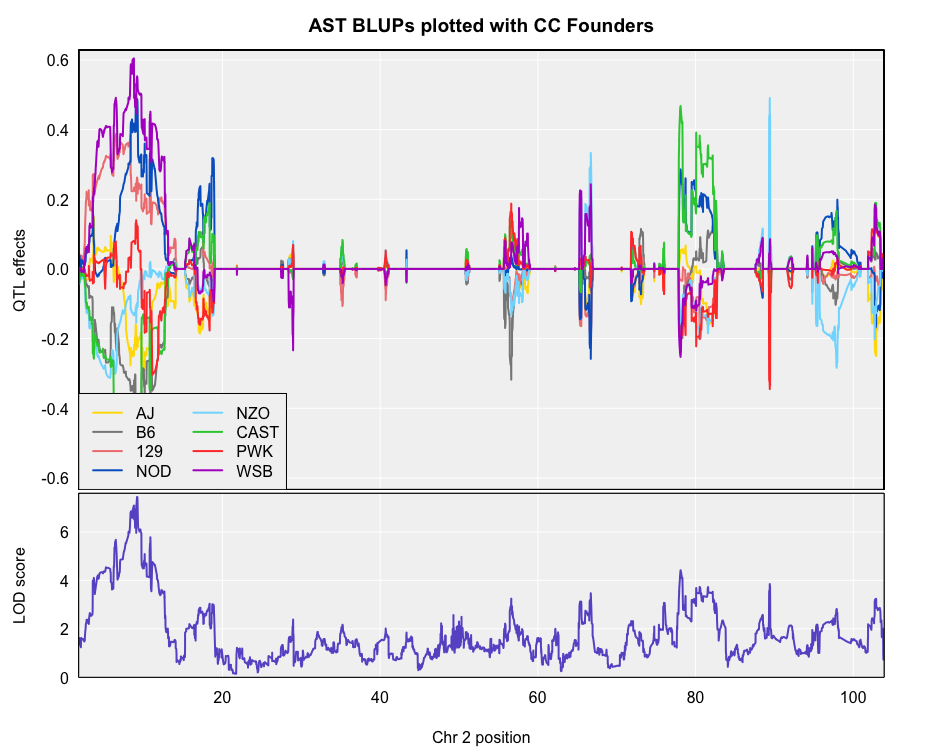 AST BLUPs plotted with CC Founders
QTL effects
0.6
0.4
0.2
0.0
-0.2
-0.4
-0.6
AJ NZO
B6 CAST
129 PWK
NOD WSB
LOD score
6
4
2
0
20 40 60 80 100
Chr 2 position